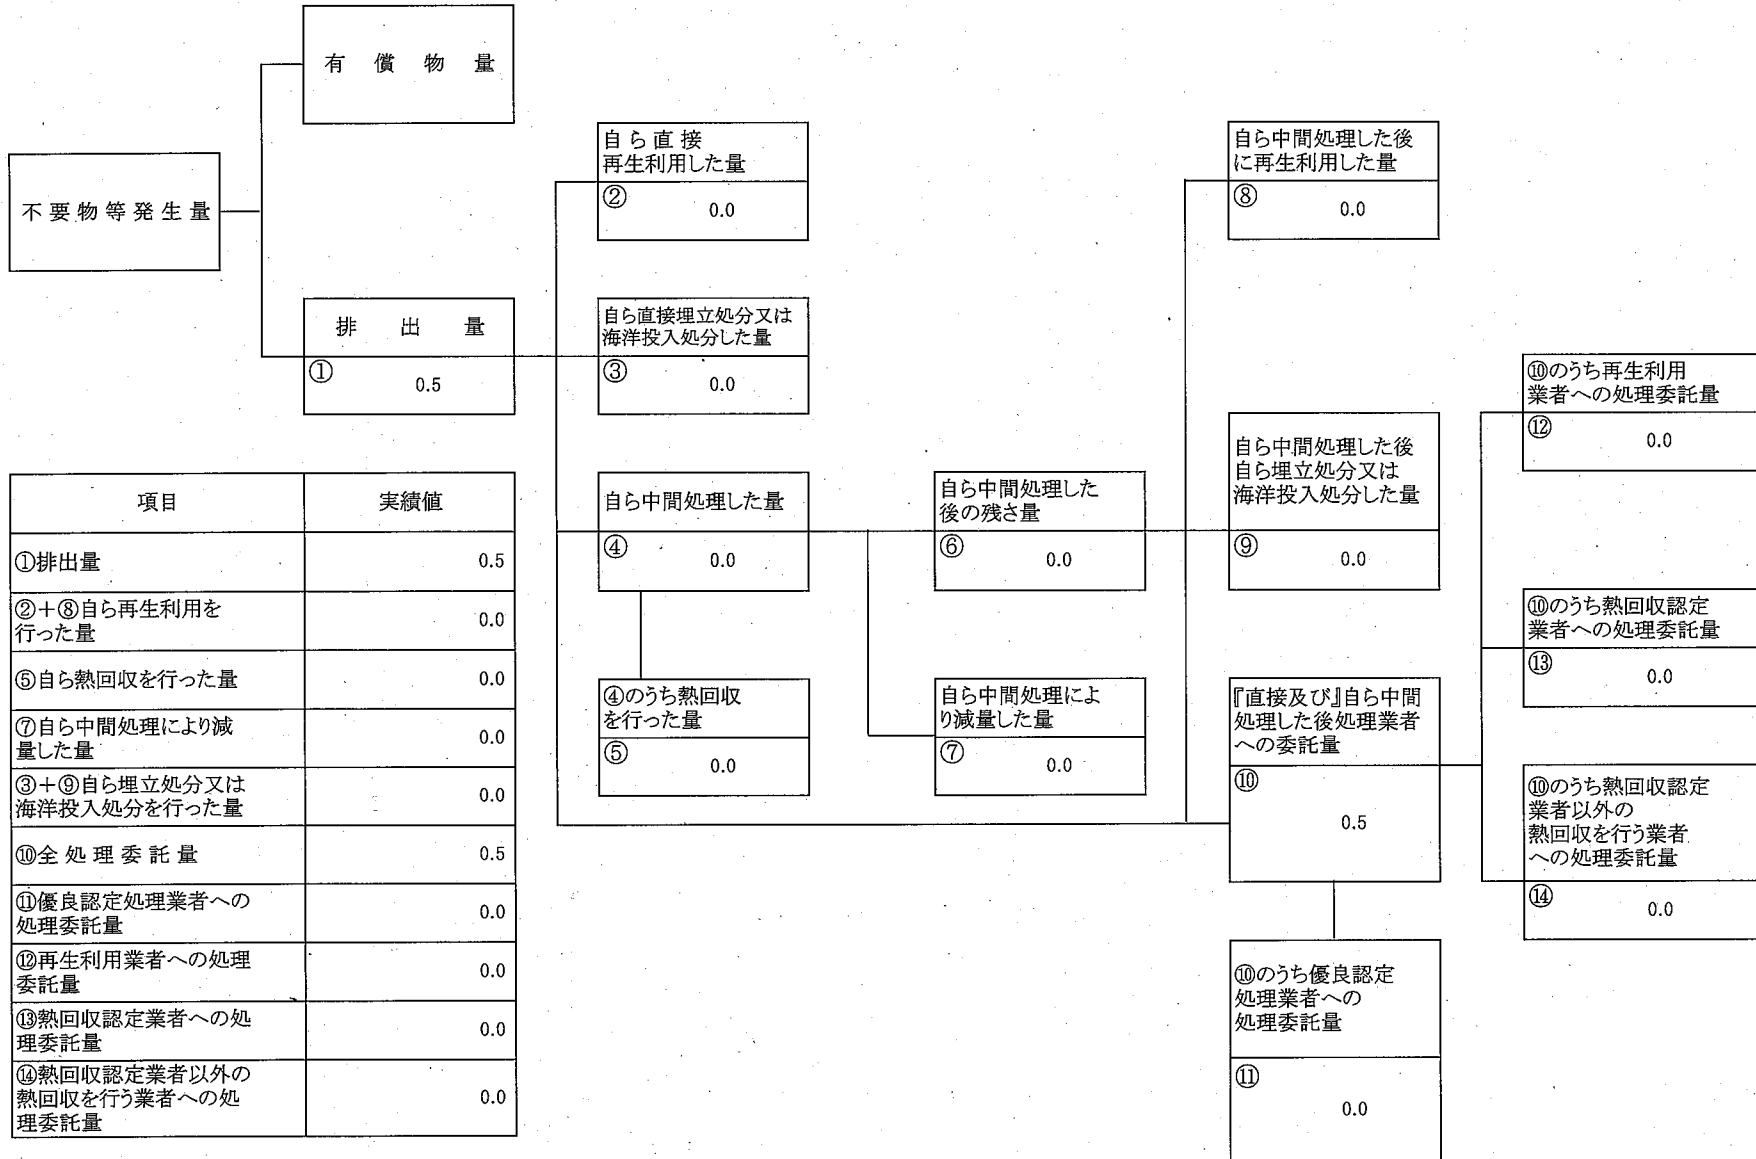 有償物量
不要物等発生量
排出量
①
0.5
自ら直接
再生利用した量
②
0.0
自ら直接埋立処分又は
海洋投入処分した量
③
0.0
自ら中間処理した量
④
0.0
④のうち熱回収
を行った量
⑤
0.0
自ら中間処理した
後の残さ量
⑥
0.0
自ら中間処理によ
り減量した量
⑦
0.0
自ら中間処理した後
に再生利用した量
⑧
0.0
自ら中間処理した後
自ら埋立処分又は
海洋投入処分した量
⑨
0.0
『直接及び』自ら中間
処理した後処理業者
への委託量
⑩
0.5
⑩のうち優良認定
処理業者への
処理委託量
⑪
0.0
⑩のうち再生利用
業者への処理委託量
⑫
0.0
⑩のうち熱回収認定
業者への処理委託量
⑬
0.0
⑩のうち熱回収認定
業者以外の
熱回収を行う業者
への処理委託量
⑭
0.0
項目 実績値
①排出量 0.5
②+⑧自ら再生利用を
行った量 0.0
⑤自ら熱回収を行った量 0.0
⑦自ら中間処理により減
量した量 0.0
③+⑨自ら埋立処分又は
海洋投入処分を行った量 0.0
⑩全処理委託量 0.5
⑪優良認定処理業者への
処理委託量 0.0
⑫再生利用業者への処理
委託量 0.0
⑬熱回収認定業者への処
理委託量 0.0
⑭熱回収認定業者以外の
熱回収を行う業者への処
理委託量 0.0